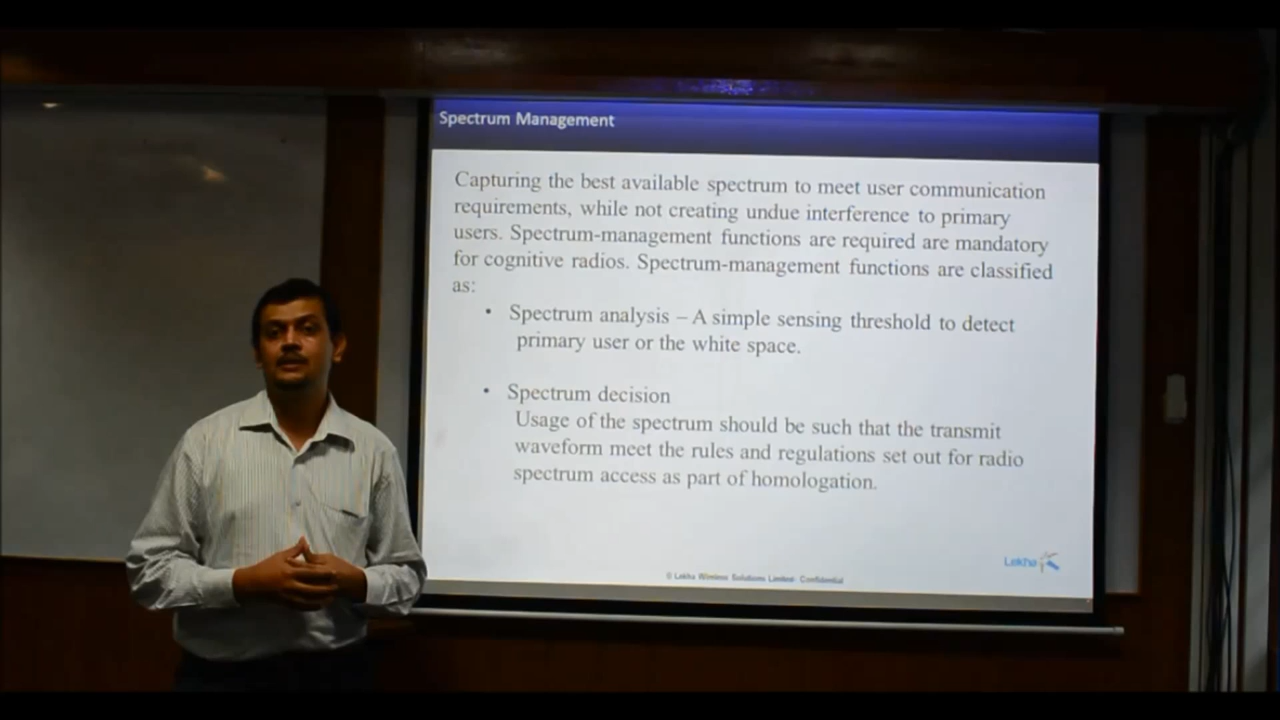 Spectrum Management
Capturing the best available spectrum to meet user communication
requirements, while not creating undue interference to primary
users. Spectrum-management functions are required are mandatory
for cognitive radios. Spectrum-management functions are classified
as:
• Spectrum analysis – A simple sensing threshold to detect
primary user or the white space.
• Spectrum decision
Usage of the spectrum should be such that the transmit
waveform meet the rules and regulations set out for radio
spectrum access as part of homologation.
Lekha
© Lekha Wireless Solutions Limited- Confidential